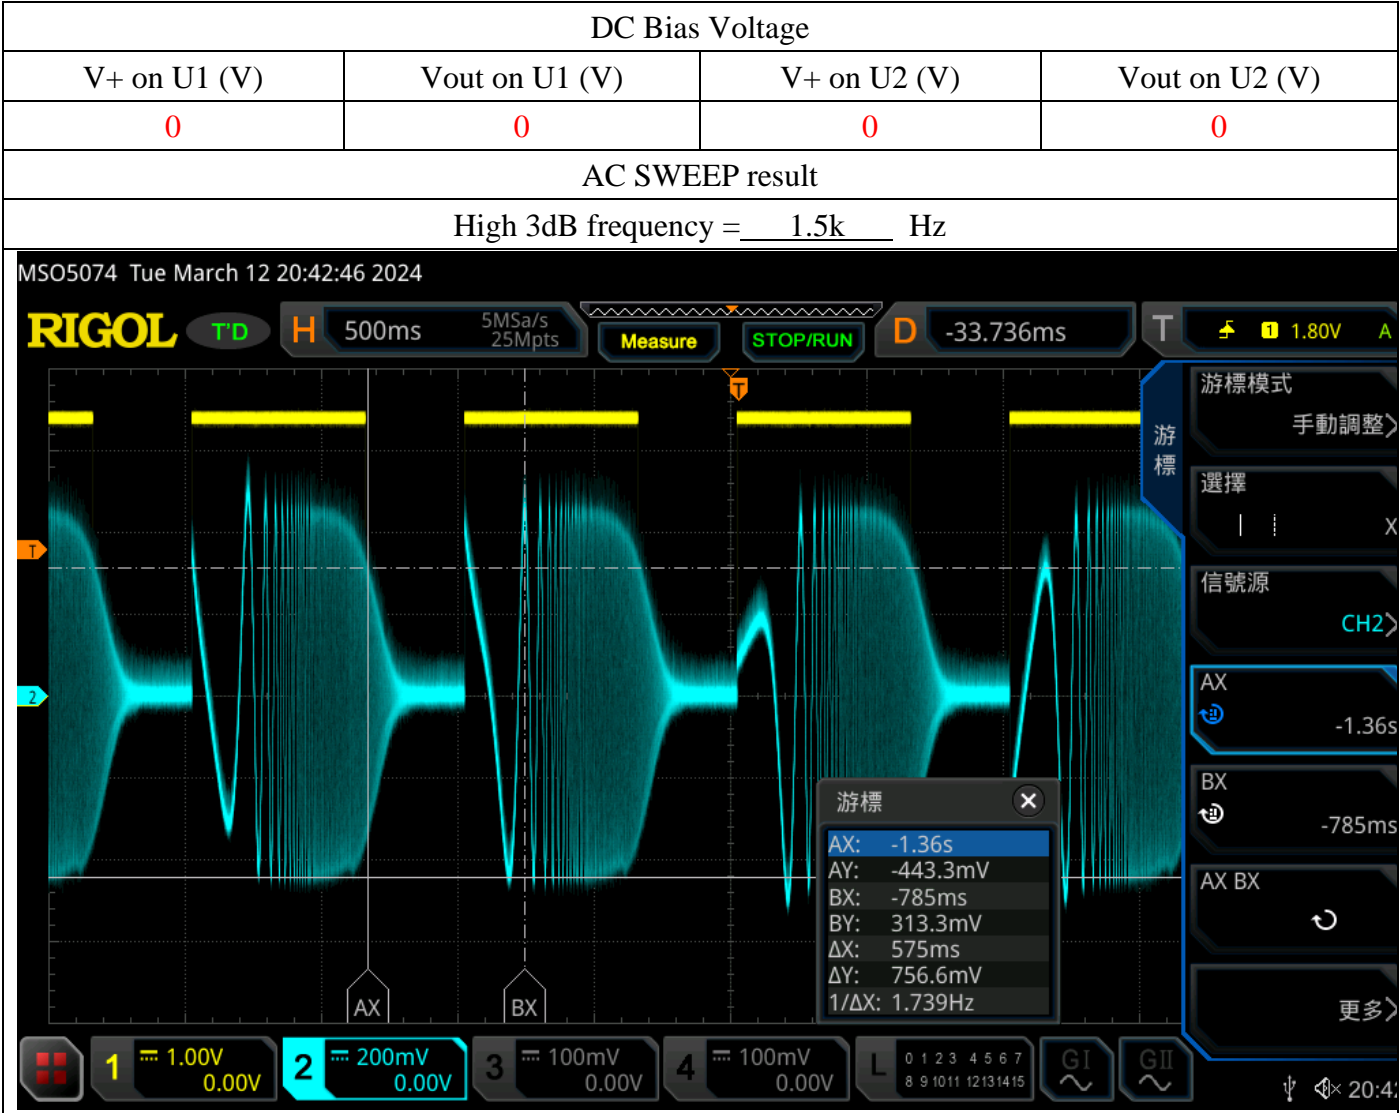 DC Bias Voltage
V+ on U1 (V) Vout on U1 (V) V+ on U2 (V) Vout on U2 (V)
0 0 0 0
AC SWEEP result
High 3dB frequency = 1.5k Hz
MSO5074 Tue March 12 20:42:46 2024
RIGOL T'D H 500ms 5MSa/s 25Mpts Measure STOP/RUN D -33.736ms T 1 1.80V A
T
游標
游標模式
手動調整
選擇
X
信號源
CH2
AX
-1.36s
BX
-785ms
AX BX
更多
T
2
游標
AX: -1.36s
AY: -443.3mV
BX: -785ms
BY: 313.3mV
ΔX: 575ms
ΔY: 756.6mV
1/ΔX: 1.739Hz
AX BX
1 1.00V 0.00V 2 200mV 0.00V 3 100mV 0.00V 4 100mV 0.00V L 0 1 2 3 4 5 6 7 8 9 1011 12131415 GI GII